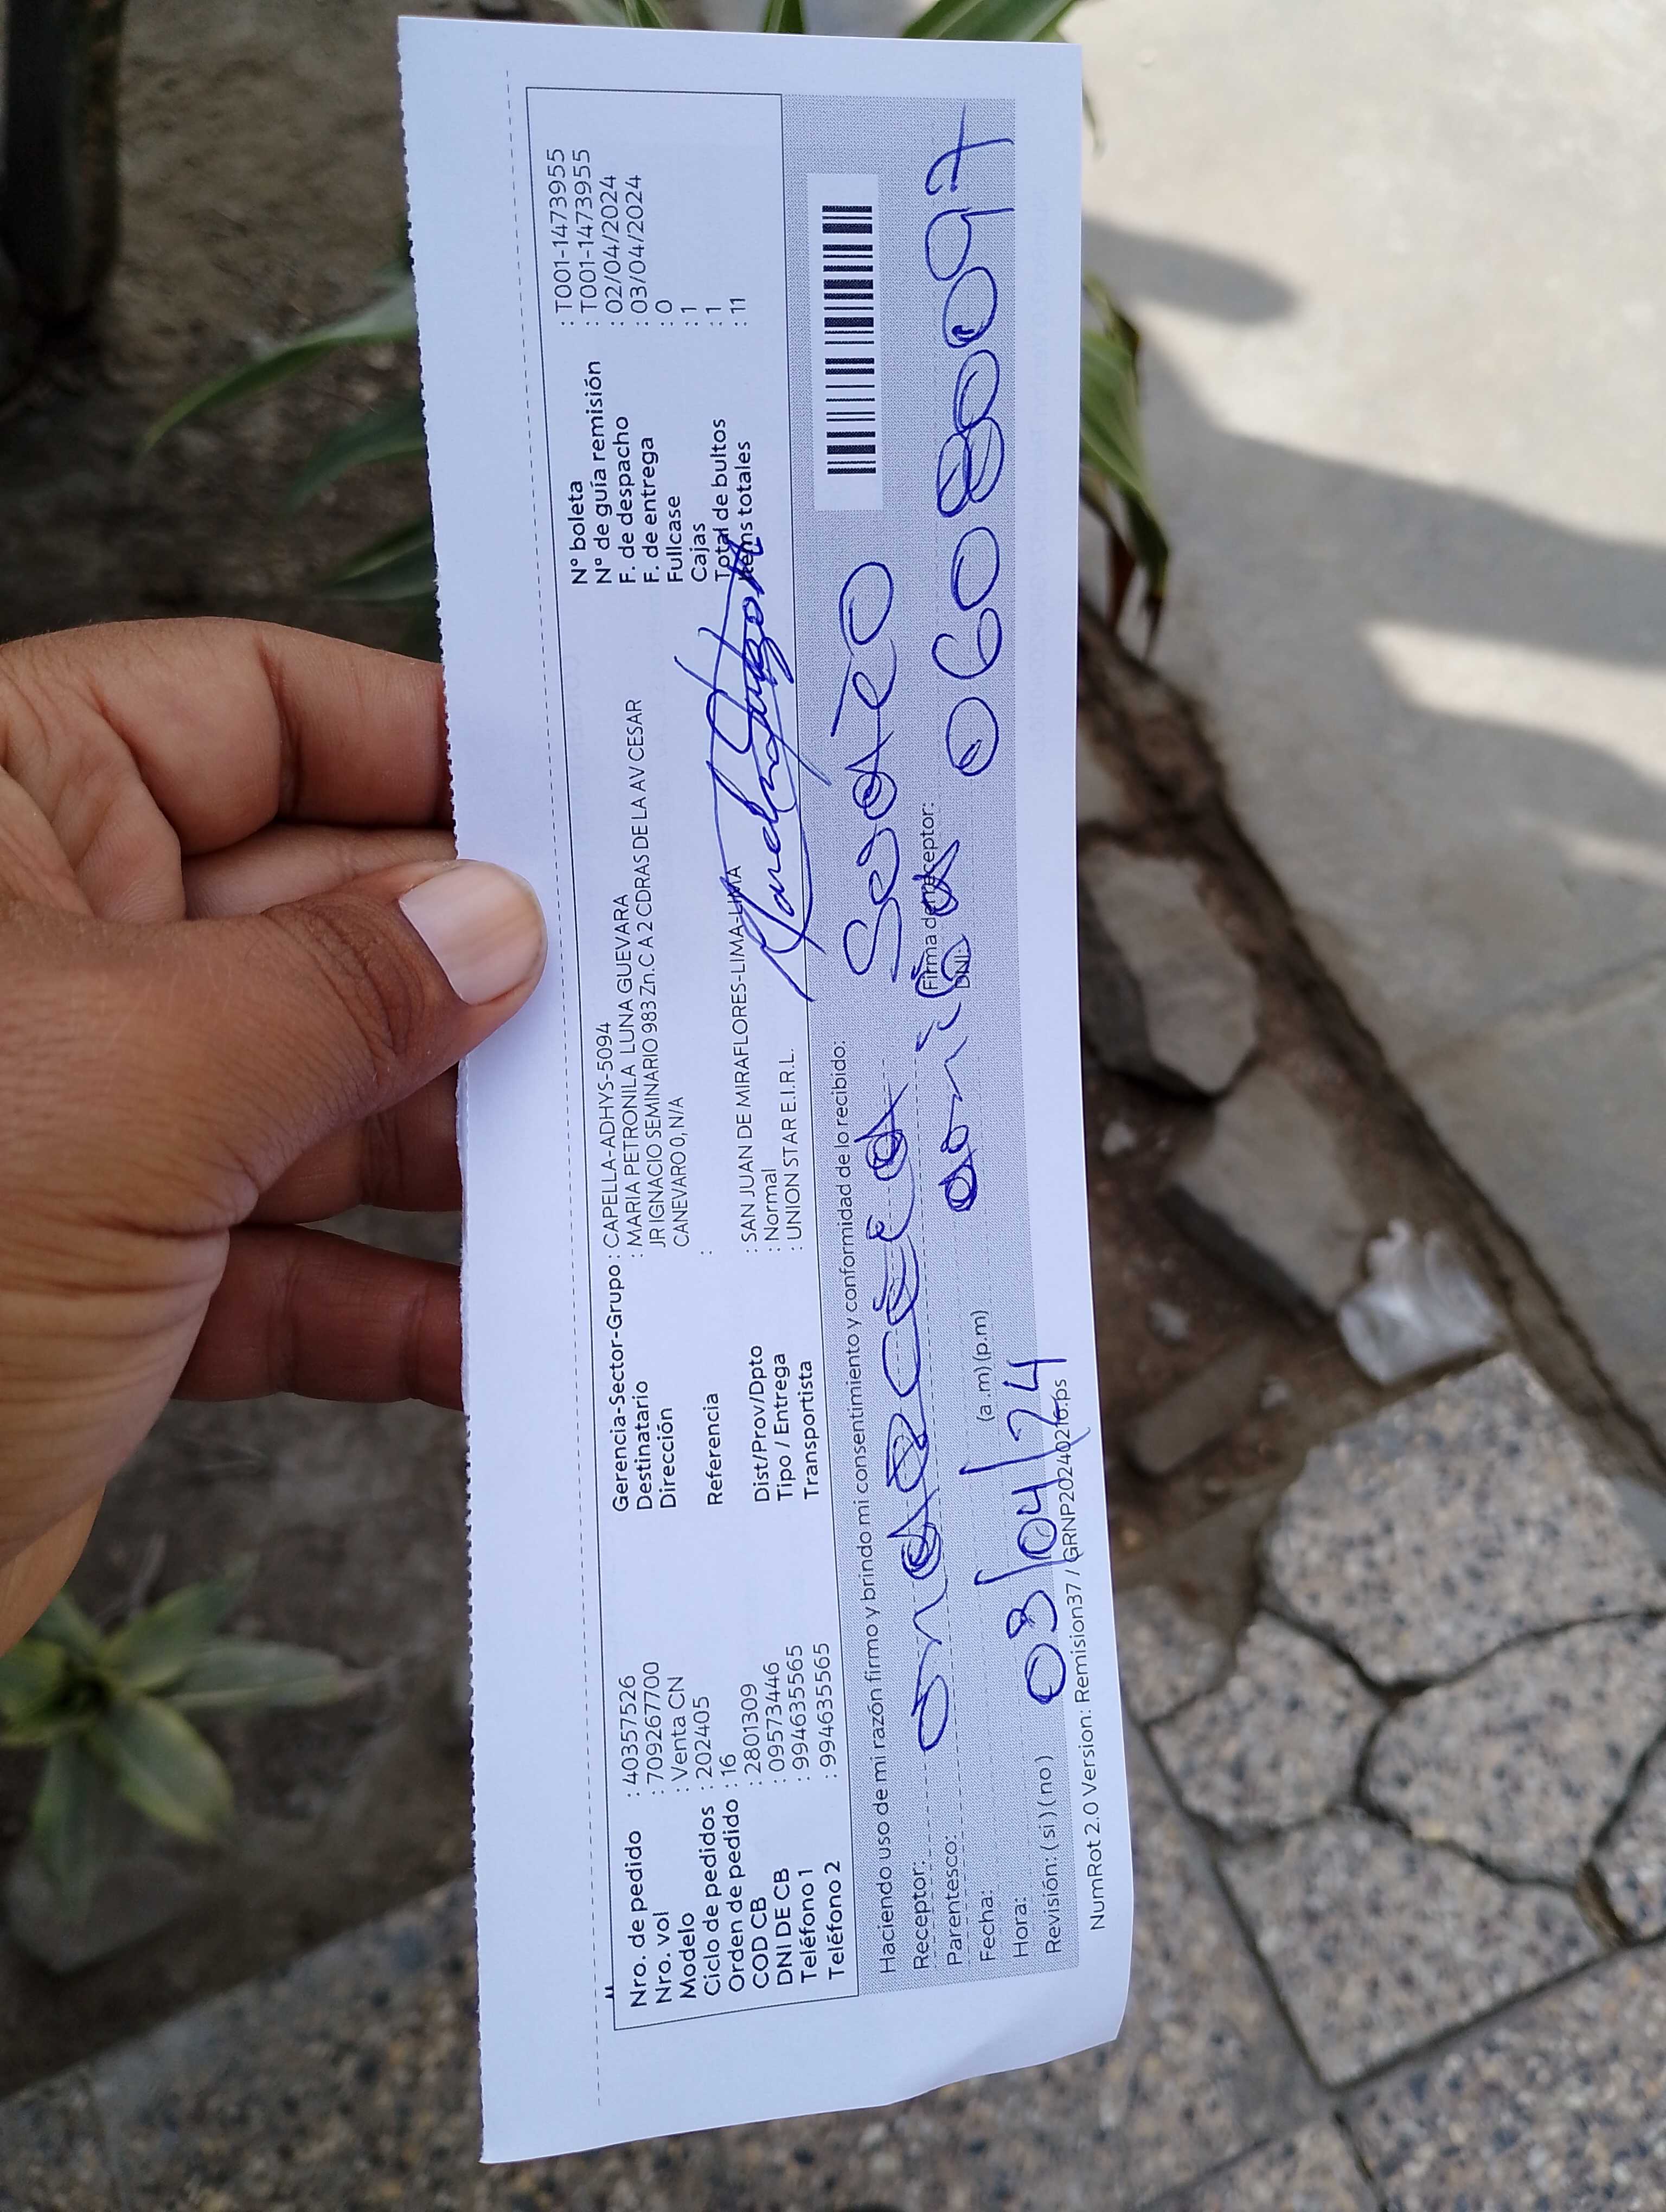 Nro. de pedido : 40357526
Nro. vol : 709267700
Modelo : Venta CN
Ciclo de pedidos : 202405
Orden de pedido : 16
COD CB : 2801309
DNI DE CB : 09573446
Teléfono 1 : 994635565
Teléfono 2 : 994635565
Gerencia-Sector-Grupo : CAPELLA-ADHYS-5094
Destinatario : MARIA PETRONILA LUNA GUEVARA
Dirección JR IGNACIO SEMINARIO 983 Zn.C A 2 CDRAS DE LA AV CESAR
CANEVARO 0, N/A
Referencia :
Dist/Prov/Dpto : SAN JUAN DE MIRAFLORES-LIMA-LIMA
Tipo / Entrega : Normal
Transportista : UNION STAR E.I.R.L.
N° boleta : T001-1473955
N° de guía remisión : T001-1473955
F. de despacho : 02/04/2024
F. de entrega : 03/04/2024
Fullcase : 0
Cajas : 1
Total de bultos : 1
Items totales : 11
Haciendo uso de mi razón firmo y brindo mi consentimiento y conformidad de lo recibido:
Receptor:
Parentesco:
Fecha: (a .m) (p.m)
Hora: 03/04/24
Revisión: ( si ) ( no )
Firma del receptor:
DNI:
NumRot 2.0 Version: Remision37 / GRNP20240216.ps